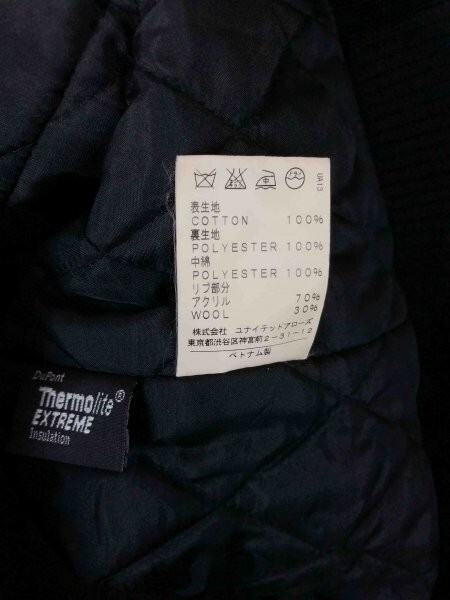 UA13
表生地
COTTON 100%
裏生地
POLYESTER 100%
中綿
POLYESTER 100%
リブ部分
アクリル 70%
WOOL 30%
株式会社 ユナイテッドアローズ
東京都渋谷区神宮前2-31-12
ベトナム製
DuPont
Thermolite®
EXTREME
Insulation